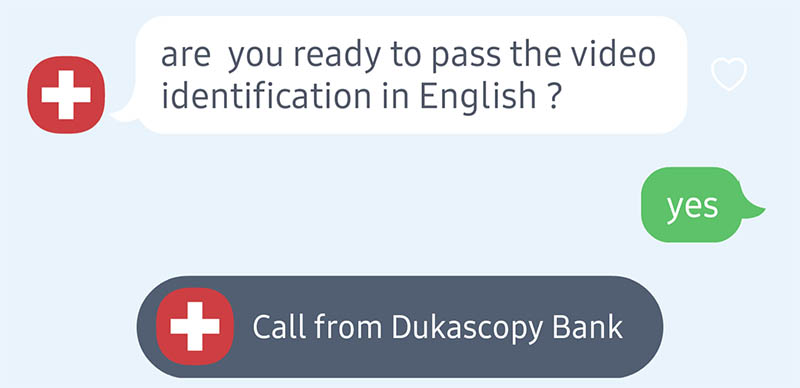 are  you ready to pass the video
identification in English ?
yes
Call from Dukascopy Bank